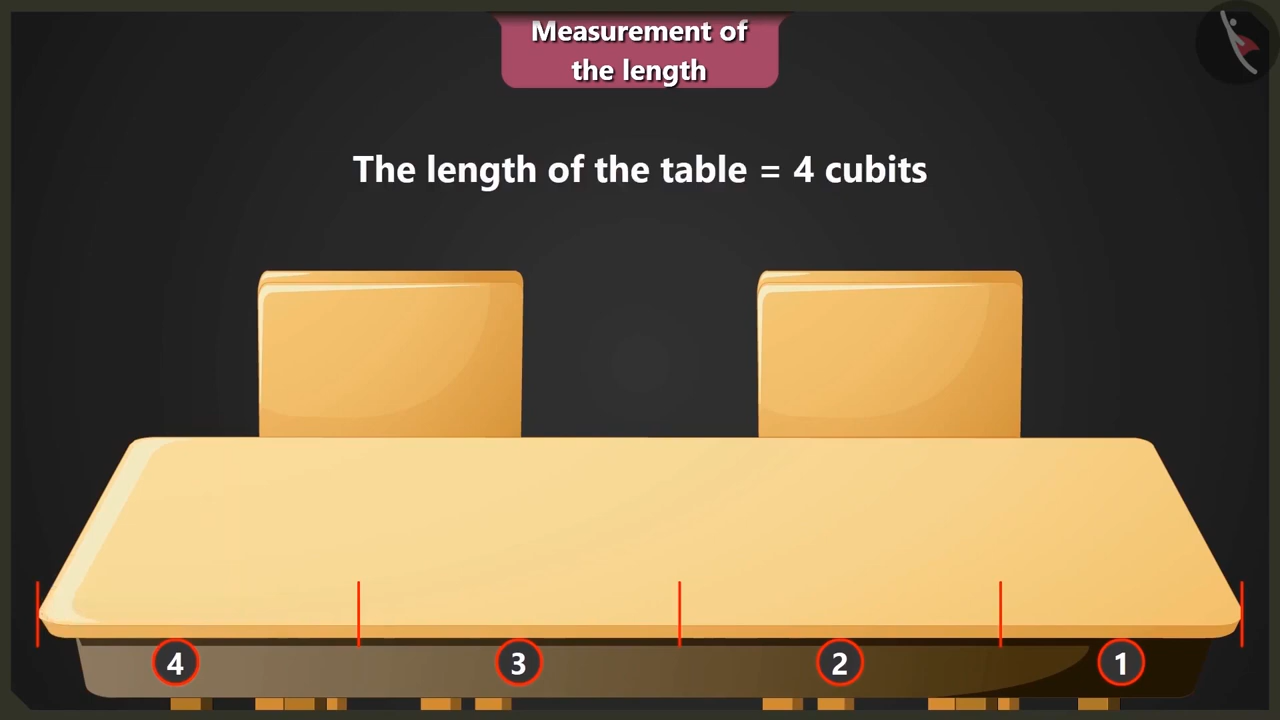 Measurement of
the length
The length of the table = 4 cubits
4 3 2 1